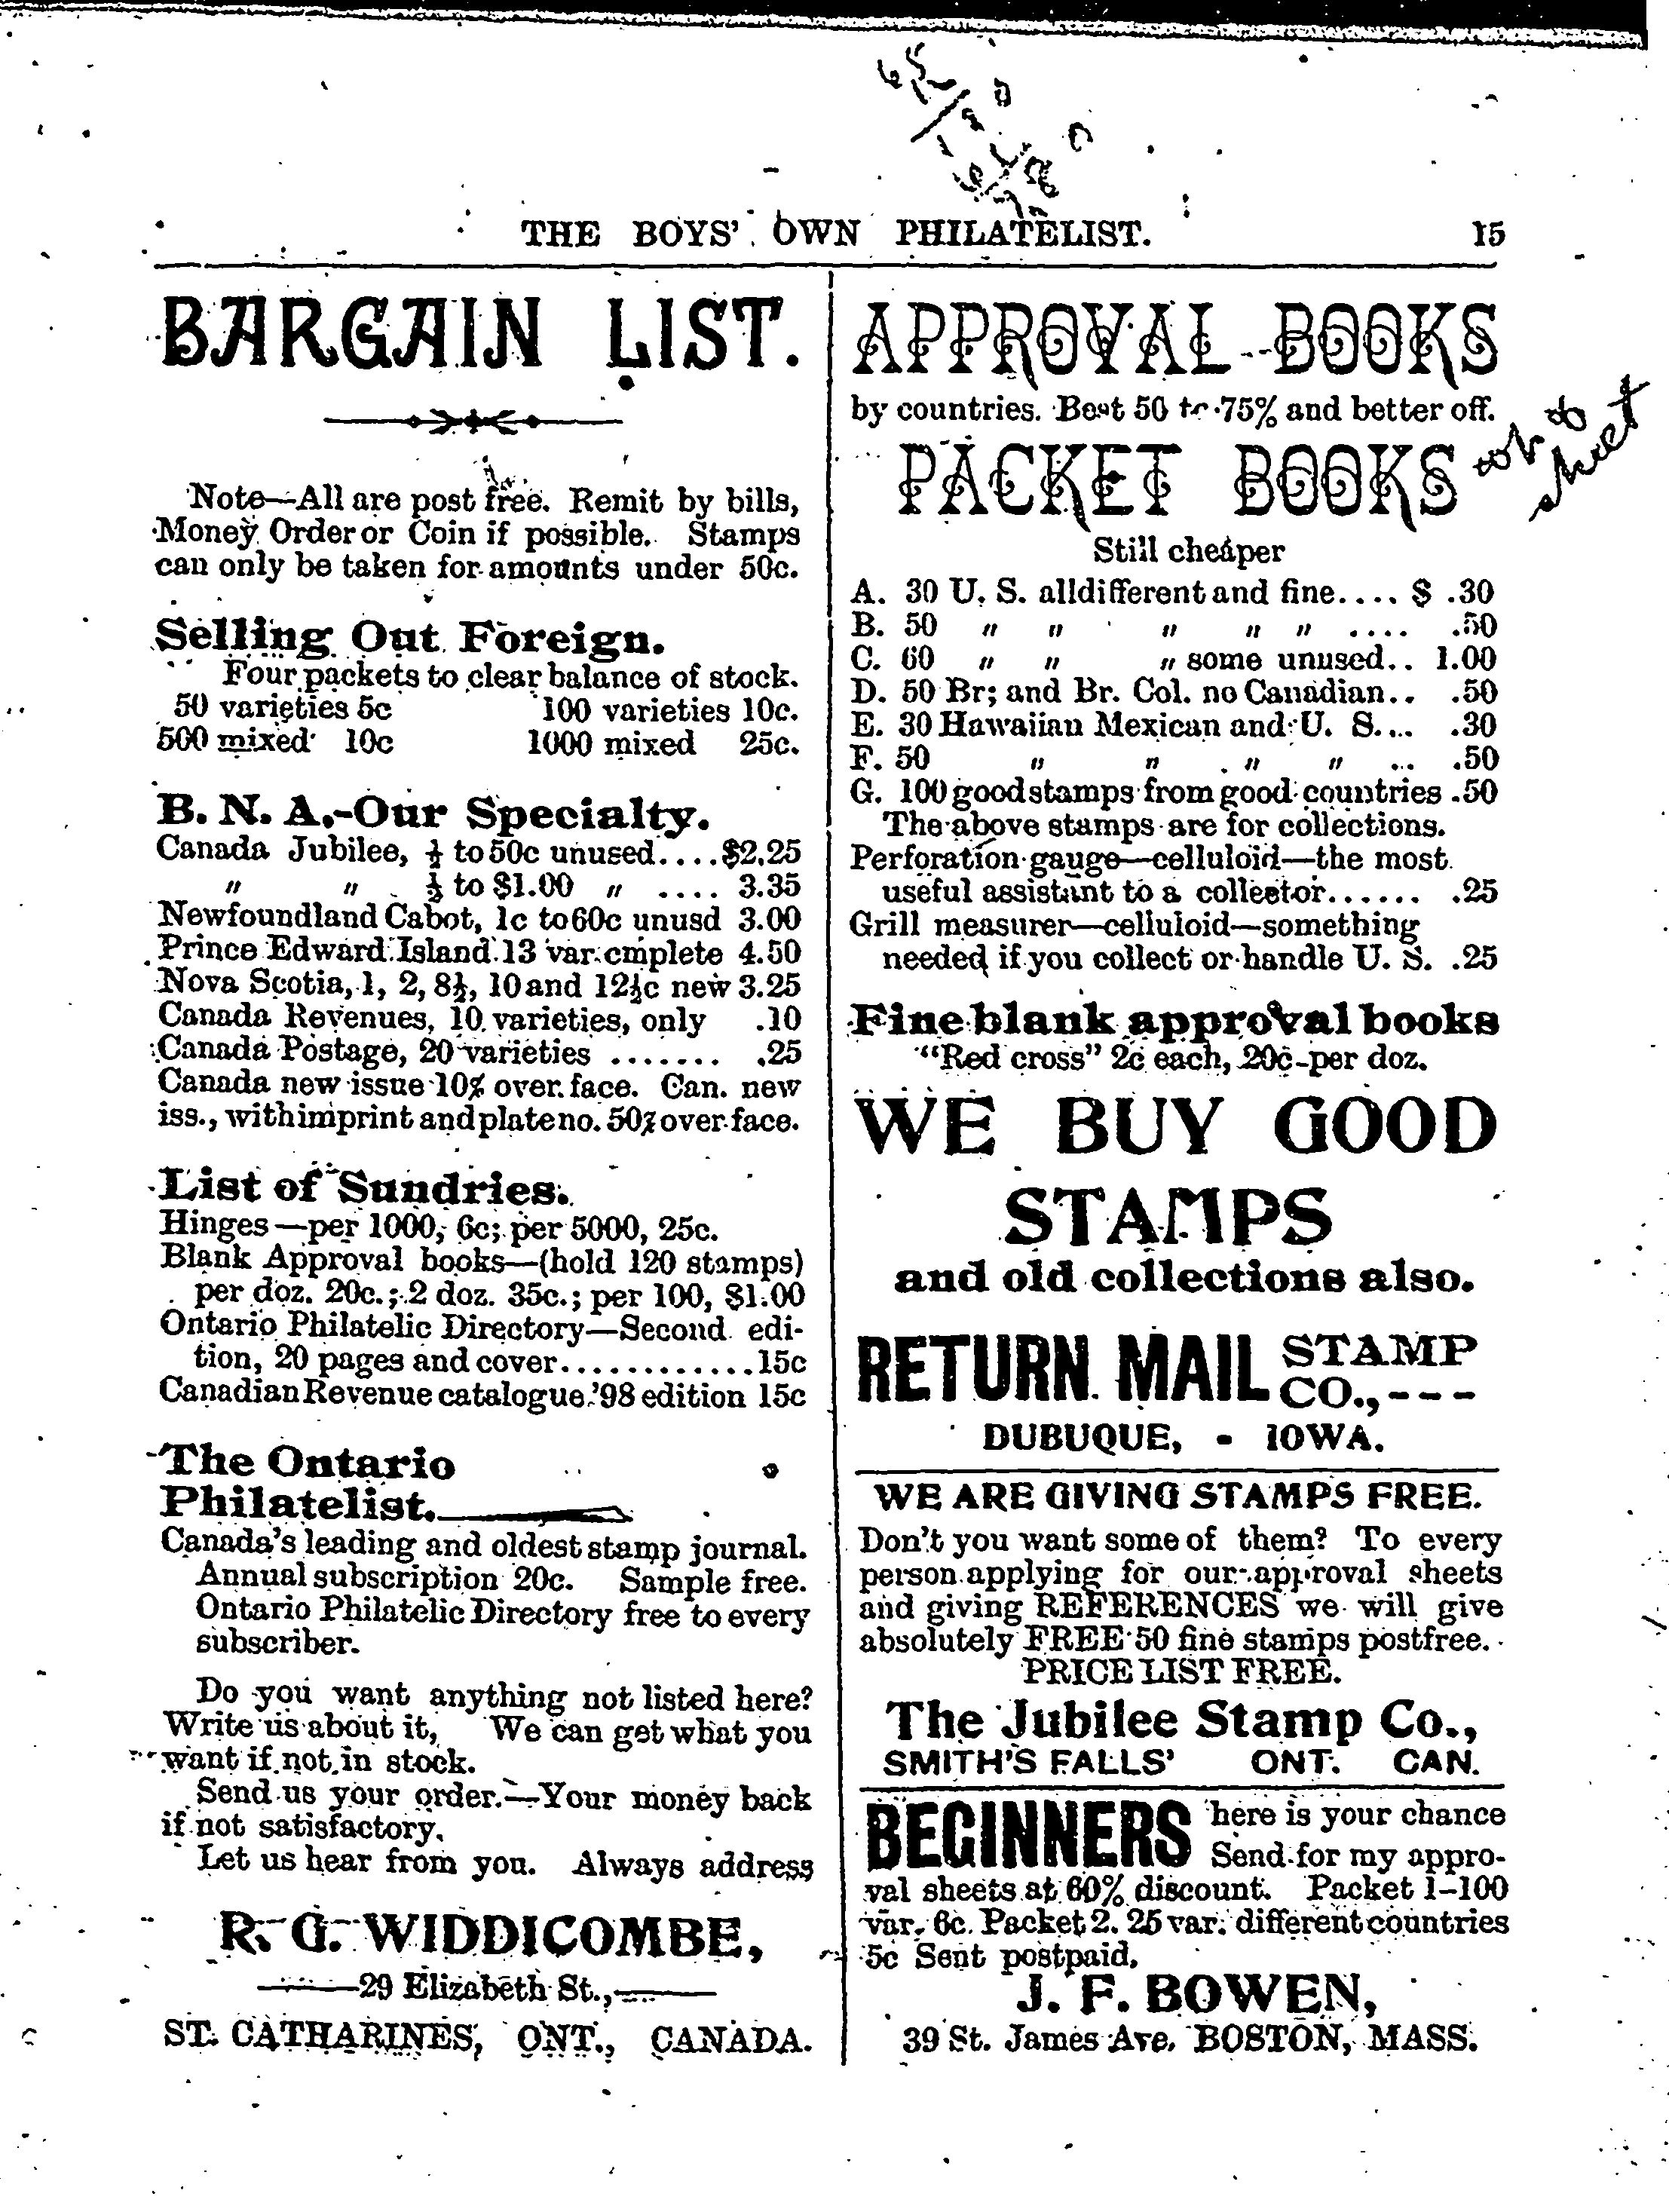 THE BOYS' OWN PHILATELIST. 15
BARGAIN LIST.
Note—All are post free. Remit by bills,
Money Order or Coin if possible. Stamps
can only be taken for amounts under 50c.
Selling Out Foreign.
Four packets to clear balance of stock.
50 varieties 5c 100 varieties 10c.
500 mixed 10c 1000 mixed 25c.
B. N. A.-Our Specialty.
Canada Jubilee, ½ to 50c unused....$2.25
" " ½ to $1.00 " .... 3.35
Newfoundland Cabot, 1c to 60c unusd 3.00
Prince Edward Island 13 var. cmplete 4.50
Nova Scotia, 1, 2, 8½, 10 and 12½c new 3.25
Canada Revenues, 10 varieties, only .10
Canada Postage, 20 varieties ....... .25
Canada new issue 10% over face. Can. new
iss., with imprint and plate no. 50% over face.
List of Sundries.
Hinges—per 1000, 6c; per 5000, 25c.
Blank Approval books—(hold 120 stamps)
per doz. 20c.; 2 doz. 35c.; per 100, $1.00
Ontario Philatelic Directory—Second edi-
tion, 20 pages and cover............15c
Canadian Revenue catalogue '98 edition 15c
The Ontario
Philatelist.
Canada's leading and oldest stamp journal.
Annual subscription 20c. Sample free.
Ontario Philatelic Directory free to every
subscriber.
Do you want anything not listed here?
Write us about it, We can get what you
want if not in stock.
Send us your order.—Your money back
if not satisfactory.
Let us hear from you. Always address
R. G. WIDDICOMBE,
29 Elizabeth St.,
ST. CATHARINES, ONT., CANADA.
APPROVAL BOOKS
by countries. Best 50 to 75% and better off.
PACKET BOOKS
sheet
Still cheaper
A. 30 U. S. all different and fine.... $ .30
B. 50 " " " " " .... .50
C. 60 " " " some unused.. 1.00
D. 50 Br; and Br. Col. no Canadian.. .50
E. 30 Hawaiian Mexican and U. S... .30
F. 50 " " " " .. .50
G. 100 good stamps from good countries .50
The above stamps are for collections.
Perforation gauge—celluloid—the most
useful assistant to a collector...... .25
Grill measurer—celluloid—something
needed if you collect or handle U. S. .25
Fine blank approval books
"Red cross" 2c each, 20c per doz.
WE BUY GOOD
STAMPS
and old collections also.
RETURN MAIL STAMP CO., - - -
DUBUQUE, - IOWA.
WE ARE GIVING STAMPS FREE.
Don't you want some of them? To every
person applying for our approval sheets
and giving REFERENCES we will give
absolutely FREE 50 fine stamps postfree.
PRICE LIST FREE.
The Jubilee Stamp Co.,
SMITH'S FALLS' ONT. CAN.
BEGINNERS here is your chance
Send for my appro-
val sheets at 60% discount. Packet 1-100
var. 6c. Packet 2. 25 var. different countries
5c Sent postpaid,
J. F. BOWEN,
39 St. James Ave. BOSTON, MASS.